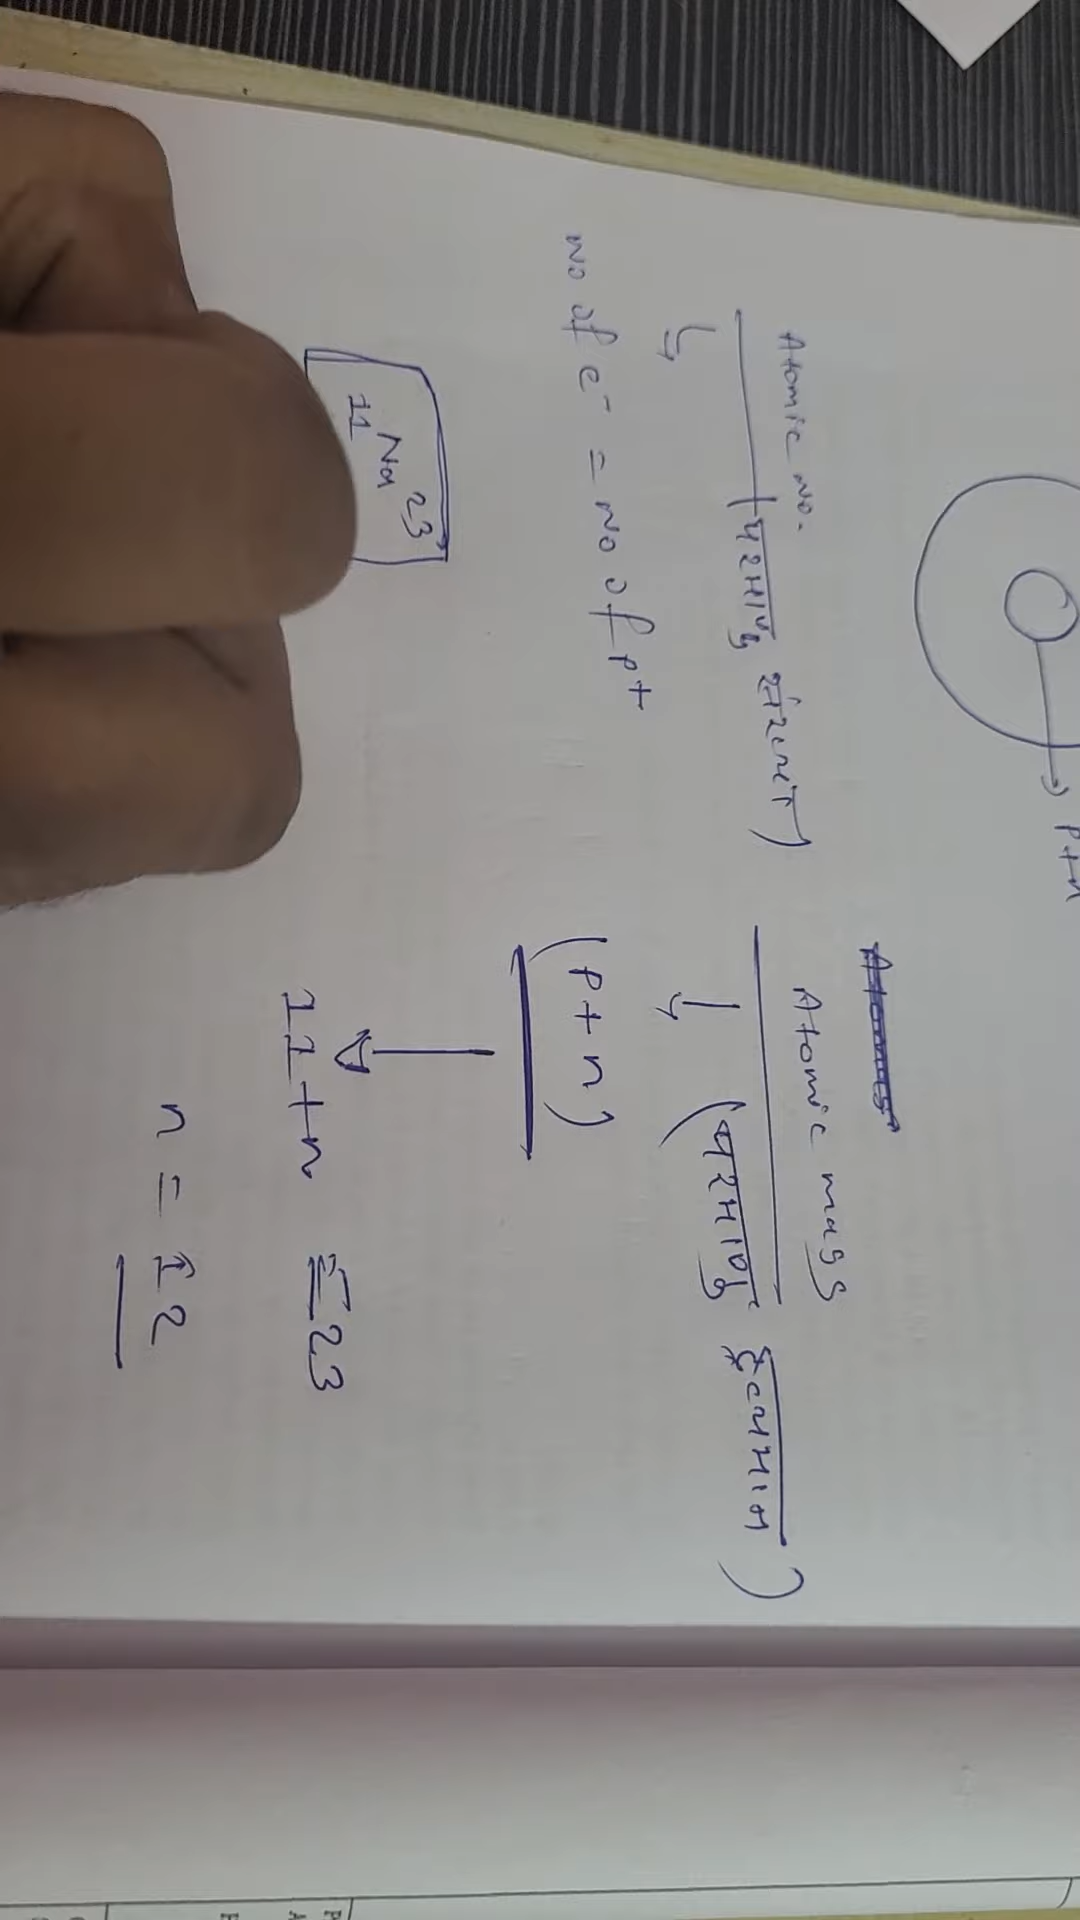 P+n
Atomic no.
(परमाणु संख्या)
no of e- = no of p+
11 Na 23
Atomic mass
(परमाणु द्रव्यमान)
(P+n)
11+n = 23
n = 12